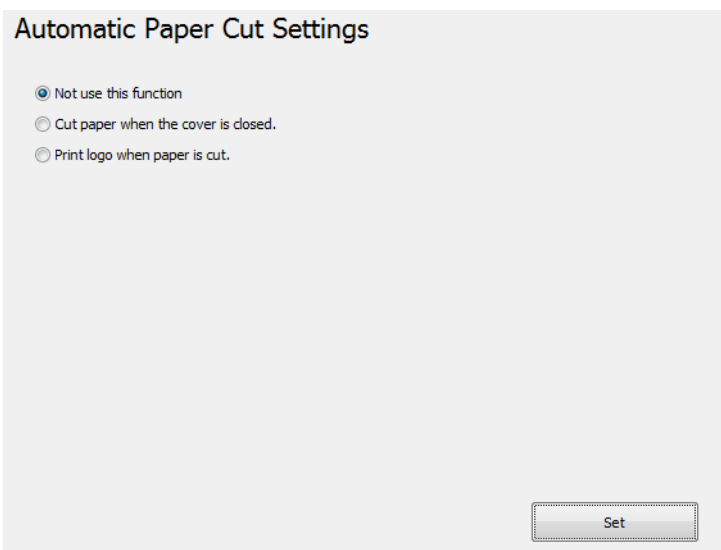 Automatic Paper Cut Settings
Not use this function
Cut paper when the cover is closed.
Print logo when paper is cut.
Set